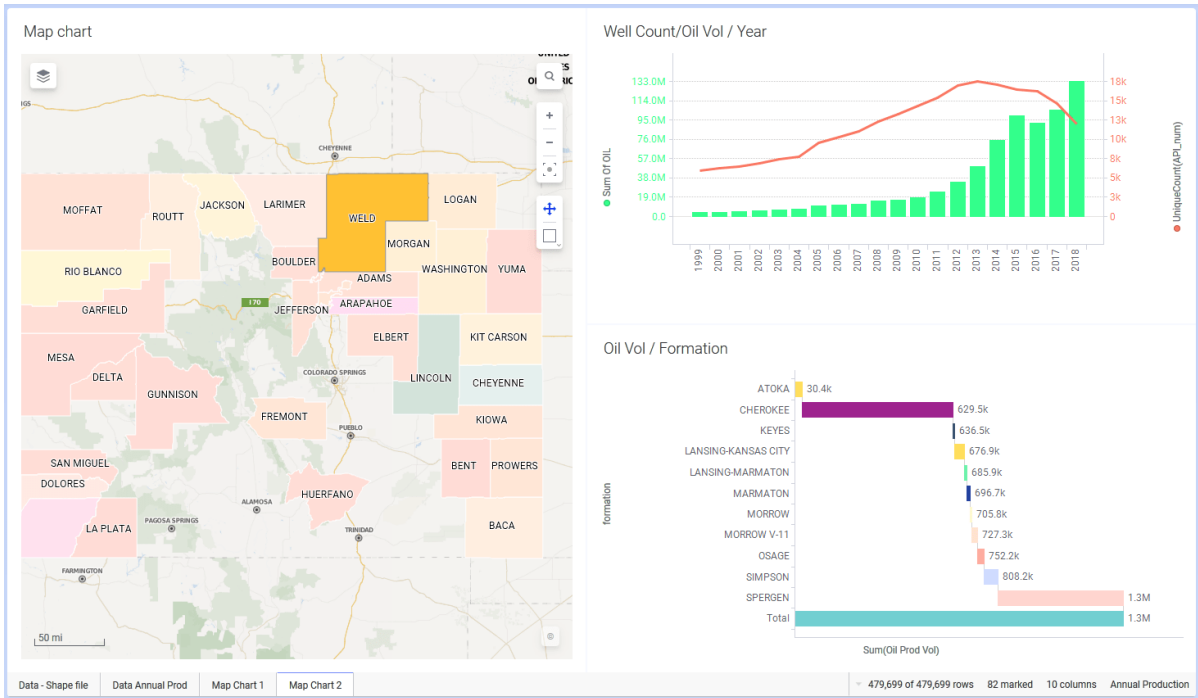 Map chart
UNITED
SPRINGS
CHEYENNE
MOFFAT
ROUTT
JACKSON
LARIMER
WELD
LOGAN
MORGAN
BOULDER
WASHINGTON
YUMA
RIO BLANCO
ADAMS
I 70
ARAPAHOE
GARFIELD
JEFFERSON
ELBERT
KIT CARSON
MESA
DELTA
COLORADO SPRINGS
LINCOLN
CHEYENNE
GUNNISON
FREMONT
KIOWA
PUEBLO
SAN MIGUEL
BENT
PROWERS
DOLORES
HUERFANO
ALAMOSA
PAGOSA SPRINGS
LA PLATA
TRINIDAD
BACA
FARMINGTON
50 mi
©
Well Count/Oil Vol / Year
Sum Of OIL
133.0M
114.0M
95.0M
76.0M
57.0M
38.0M
19.0M
0.0
18k
15k
13k
10k
8k
5k
3k
0
UniqueCount(API_num)
1999 2000 2001 2002 2003 2004 2005 2006 2007 2008 2009 2010 2011 2012 2013 2014 2015 2016 2017 2018
Oil Vol / Formation
formation
ATOKA 30.4k
CHEROKEE 629.5k
KEYES 636.5k
LANSING-KANSAS CITY 676.9k
LANSING-MARMATON 685.9k
MARMATON 696.7k
MORROW 705.8k
MORROW V-11 727.3k
OSAGE 752.2k
SIMPSON 808.2k
SPERGEN 1.3M
Total 1.3M
Sum(Oil Prod Vol)
Data - Shape file Data Annual Prod Map Chart 1 Map Chart 2
479,699 of 479,699 rows 82 marked 10 columns Annual Production